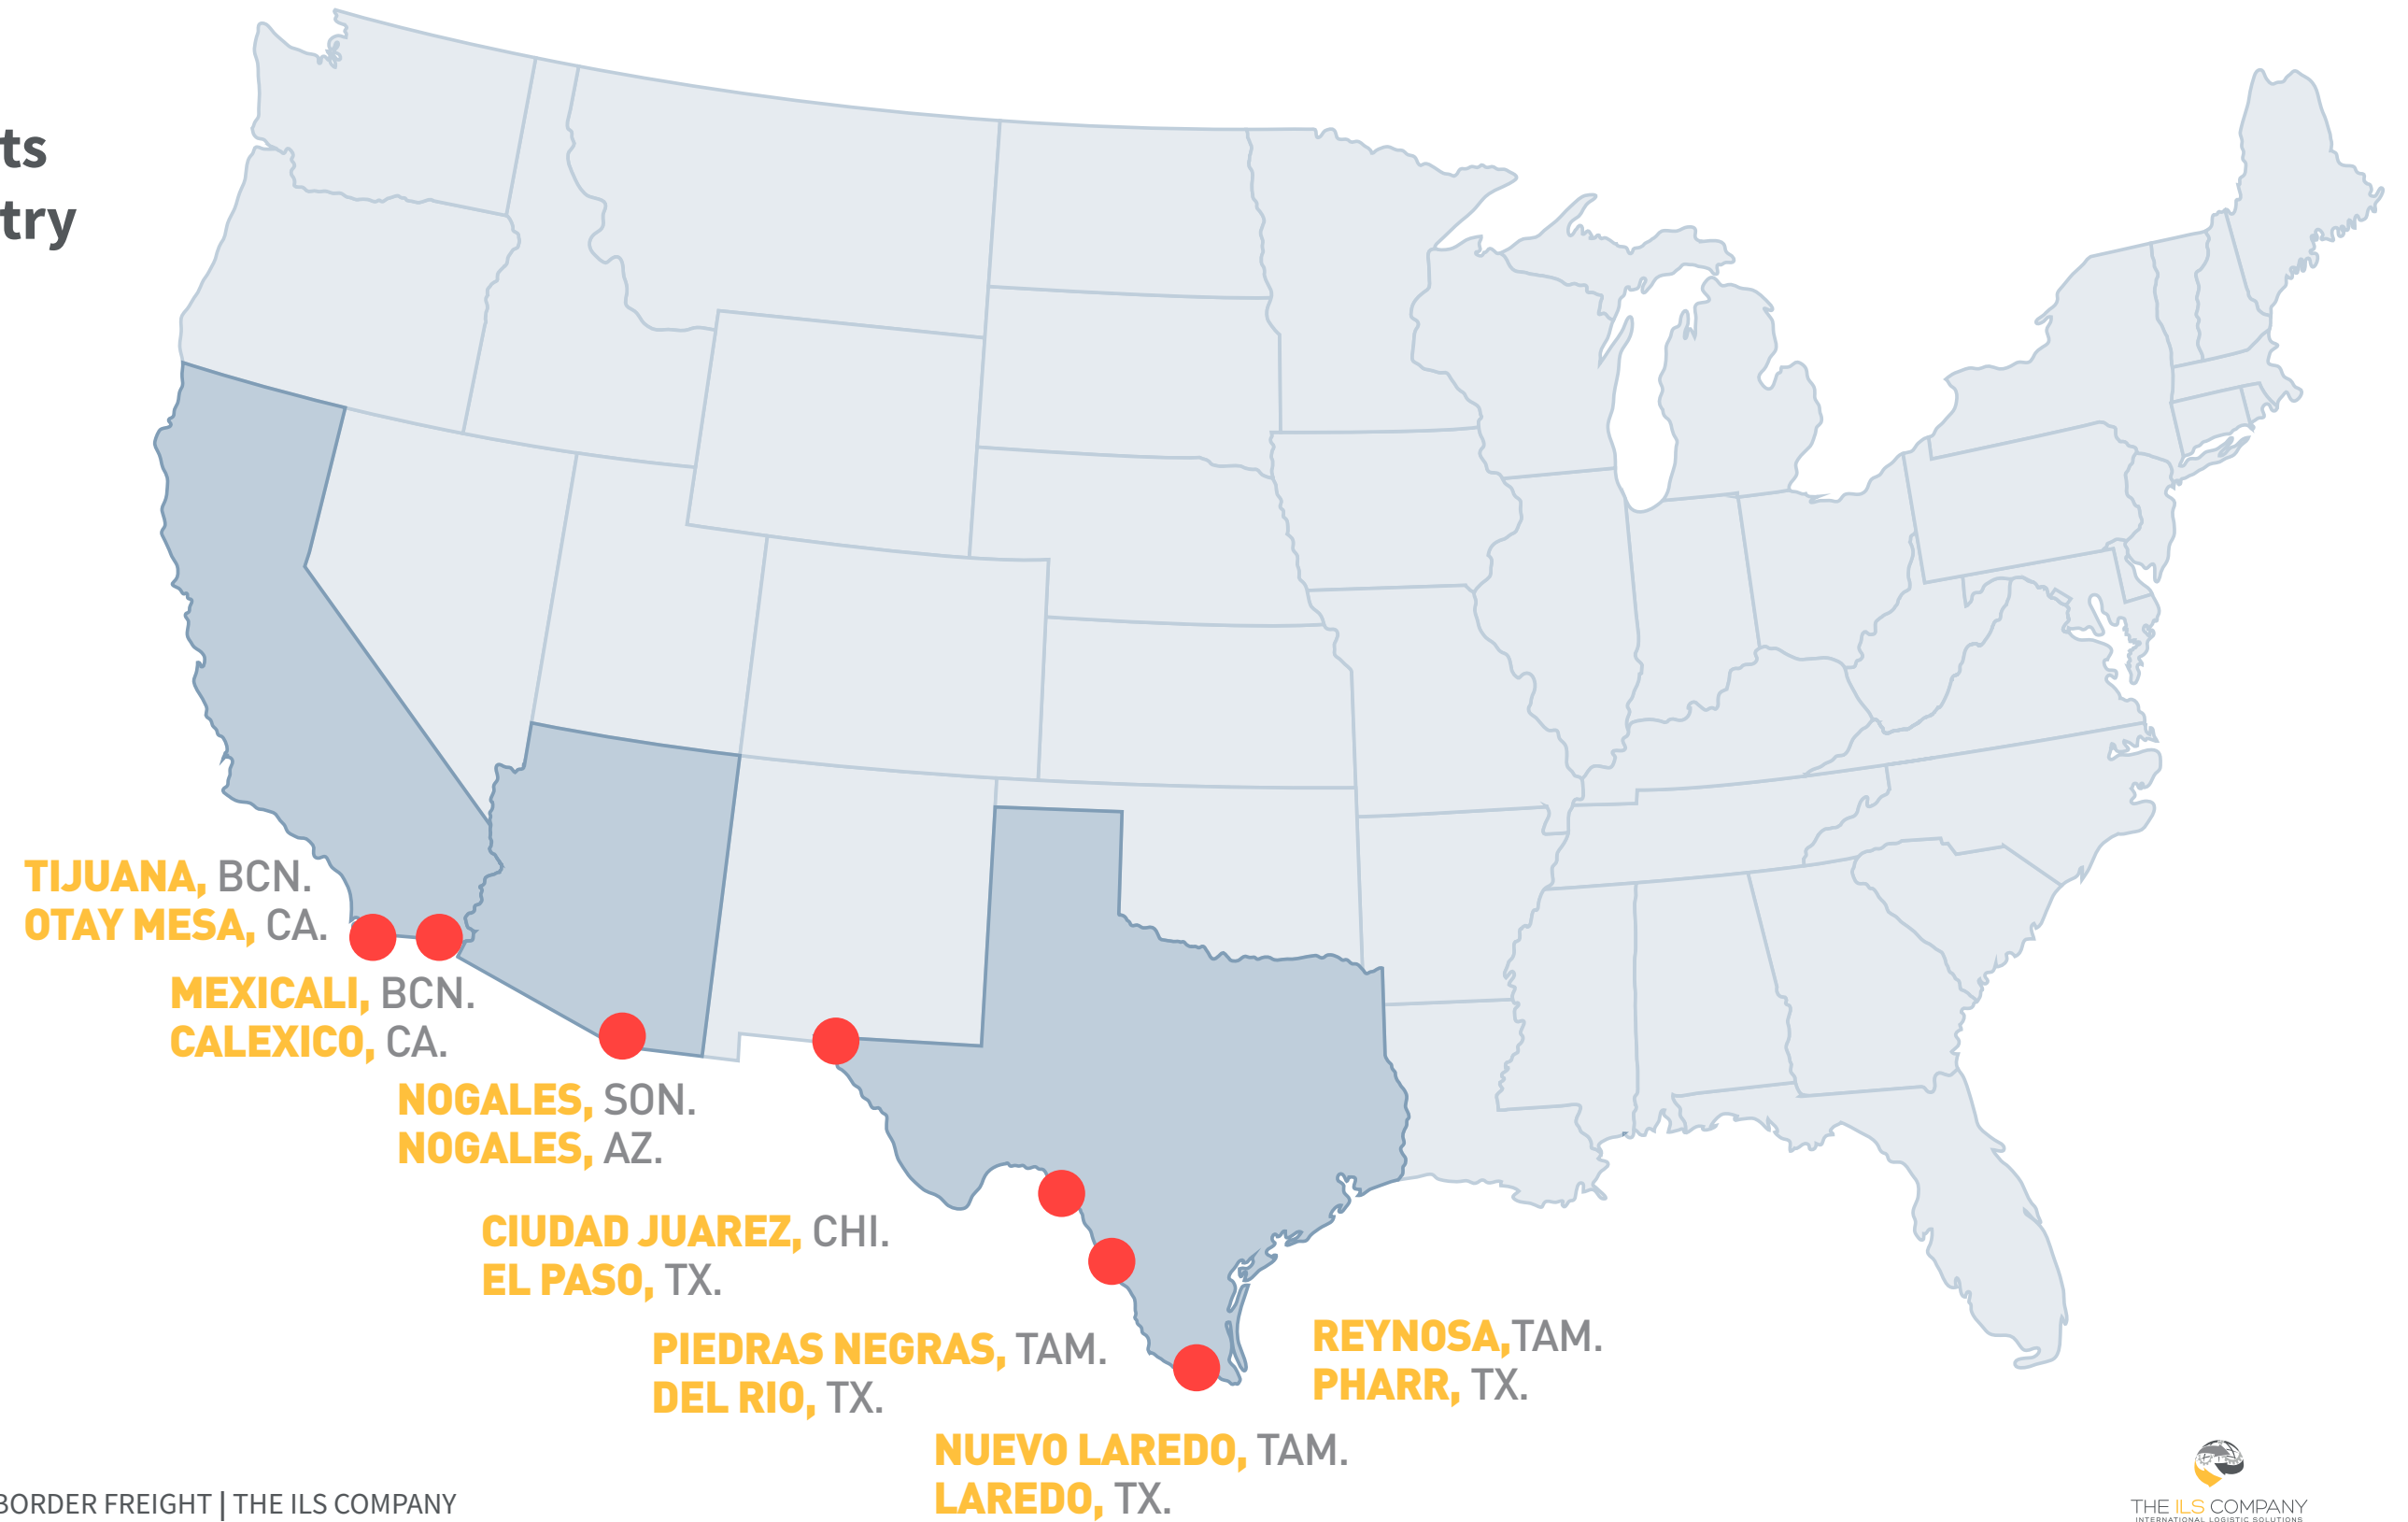 ts
try
TIJUANA, BCN.
OTAY MESA, CA.
MEXICALI, BCN.
CALEXICO, CA.
NOGALES, SON.
NOGALES, AZ.
CIUDAD JUAREZ, CHI.
EL PASO, TX.
PIEDRAS NEGRAS, TAM.
DEL RIO, TX.
REYNOSA,TAM.
PHARR, TX.
NUEVO LAREDO, TAM.
LAREDO, TX.
BORDER FREIGHT | THE ILS COMPANY
THE ILS COMPANY
INTERNATIONAL LOGISTIC SOLUTIONS